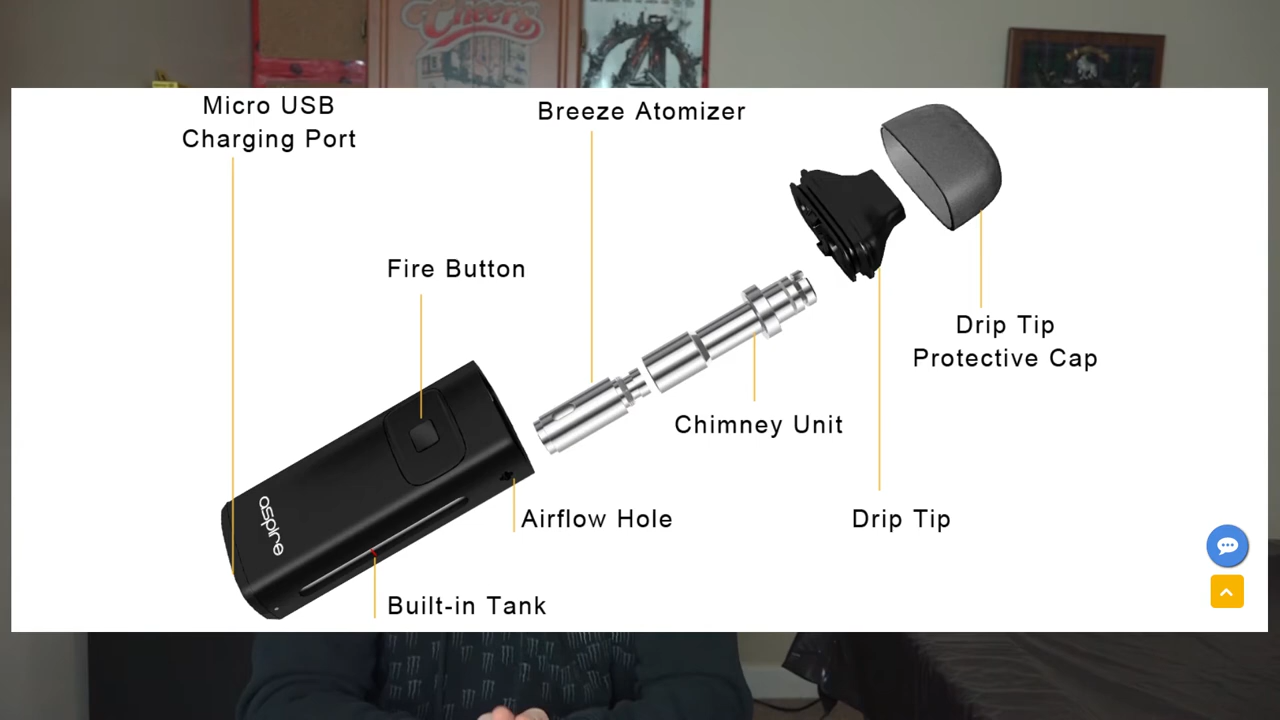 Cheers
Micro USB
Charging Port
Breeze Atomizer
Fire Button
Drip Tip
Protective Cap
Chimney Unit
Airflow Hole
Drip Tip
aspire
Built-in Tank